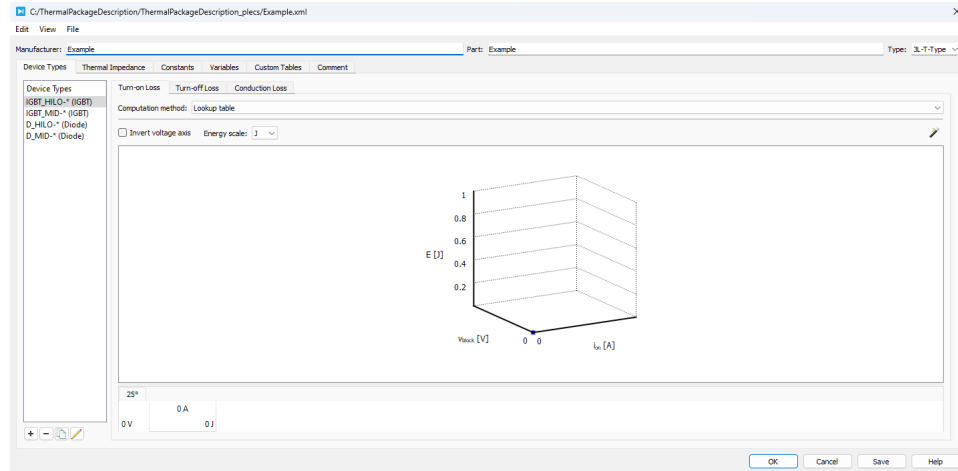 C:/ThermalPackageDescription/ThermalPackageDescription_plecs/Example.xml
Edit View File
Manufacturer: Example Part: Example Type: 3L-T-Type
Device Types Thermal Impedance Constants Variables Custom Tables Comment
Device Types
IGBT_HILO-* (IGBT)
IGBT_MID-* (IGBT)
D_HILO-* (Diode)
D_MID-* (Diode)
Turn-on Loss Turn-off Loss Conduction Loss
Computation method: Lookup table
Invert voltage axis Energy scale: J
1
0.8
0.6
E [J]
0.4
0.2
Vblock [V]
0 0
ion [A]
25°
0 A
0 V 0 J
OK Cancel Save Help